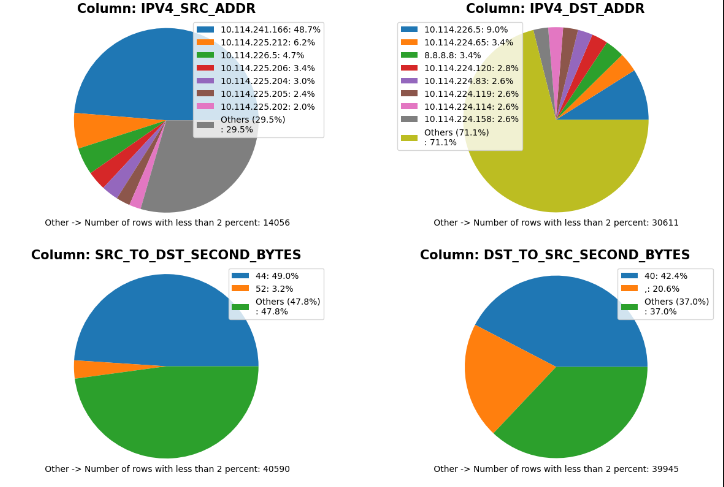 Column: IPV4_SRC_ADDR
10.114.241.166: 48.7%
10.114.225.212: 6.2%
10.114.226.5: 4.7%
10.114.225.206: 3.4%
10.114.225.204: 3.0%
10.114.225.205: 2.4%
10.114.225.202: 2.0%
Others (29.5%)
: 29.5%
Other -> Number of rows with less than 2 percent: 14056
Column: IPV4_DST_ADDR
10.114.226.5: 9.0%
10.114.224.65: 3.4%
8.8.8.8: 3.4%
10.114.224.120: 2.8%
10.114.224.83: 2.6%
10.114.224.119: 2.6%
10.114.224.114: 2.6%
10.114.224.158: 2.6%
Others (71.1%)
: 71.1%
Other -> Number of rows with less than 2 percent: 30611
Column: SRC_TO_DST_SECOND_BYTES
44: 49.0%
52: 3.2%
Others (47.8%)
: 47.8%
Other -> Number of rows with less than 2 percent: 40590
Column: DST_TO_SRC_SECOND_BYTES
40: 42.4%
,: 20.6%
Others (37.0%)
: 37.0%
Other -> Number of rows with less than 2 percent: 39945